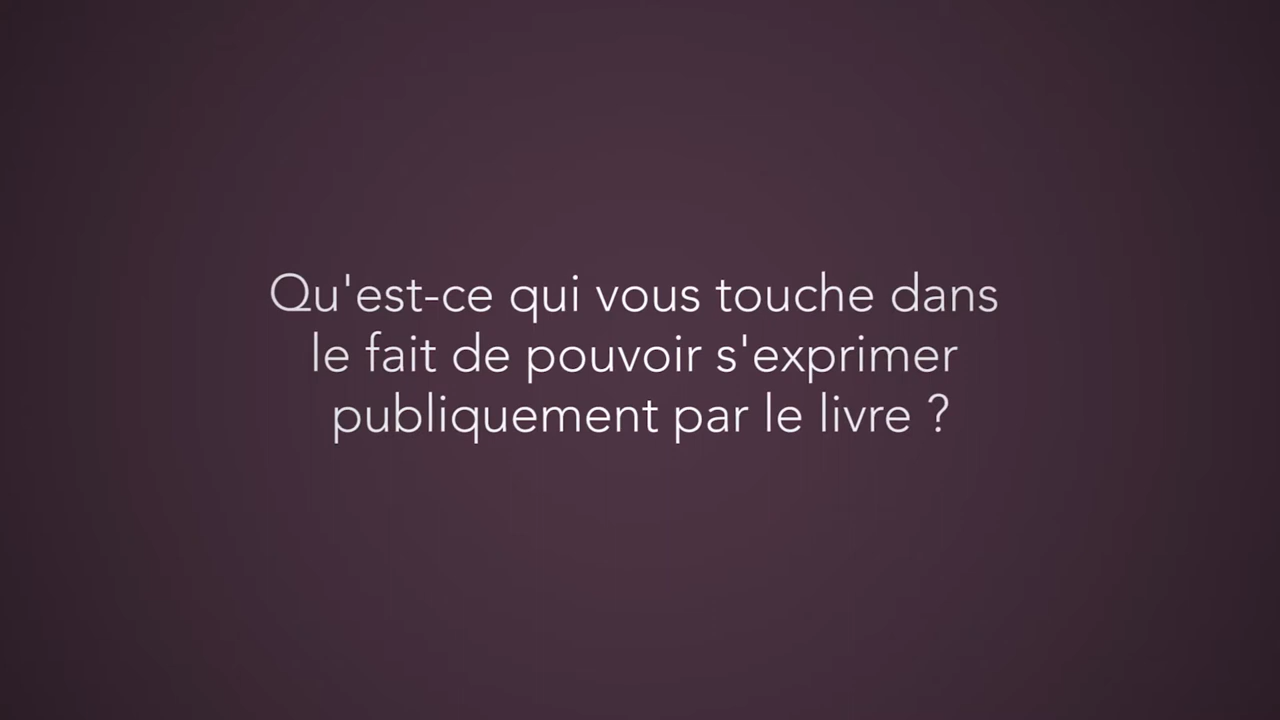 Qu'est-ce qui vous touche dans
le fait de pouvoir s'exprimer
publiquement par le livre ?